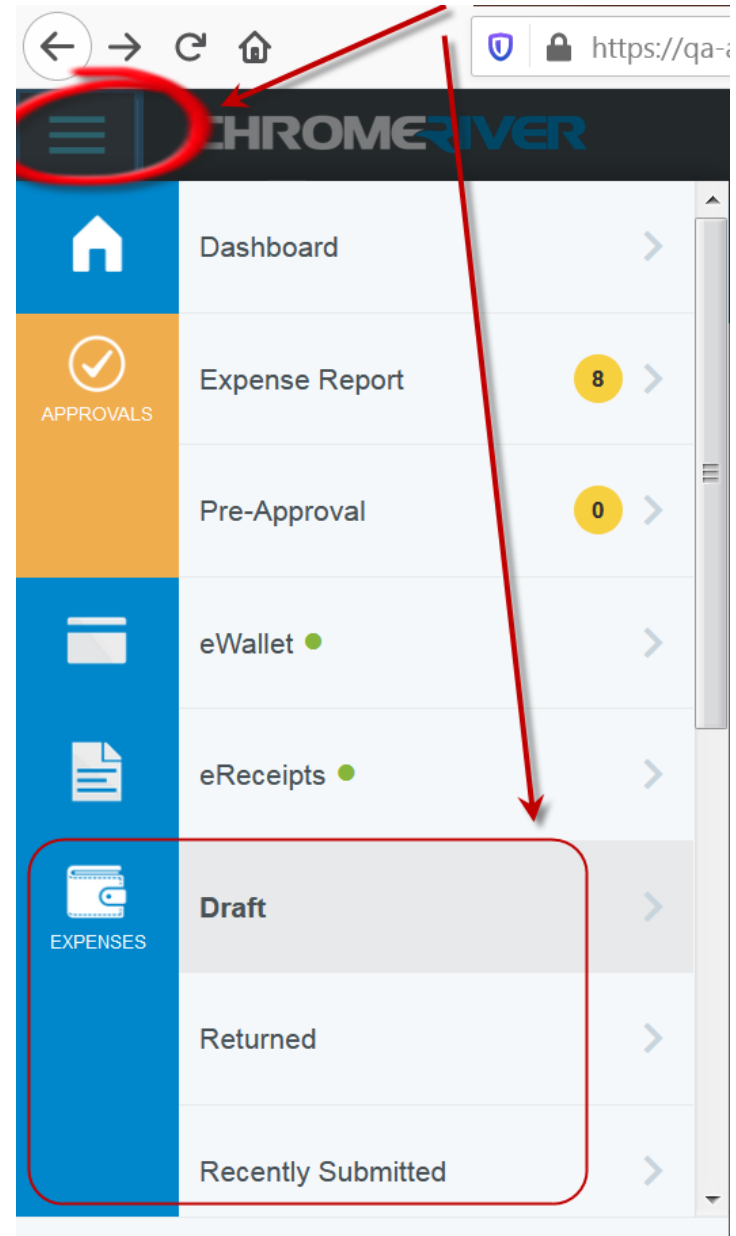 https://qa-a
CHROMERIVER
Dashboard
APPROVALS
Expense Report
8
Pre-Approval
0
eWallet
eReceipts
EXPENSES
Draft
Returned
Recently Submitted